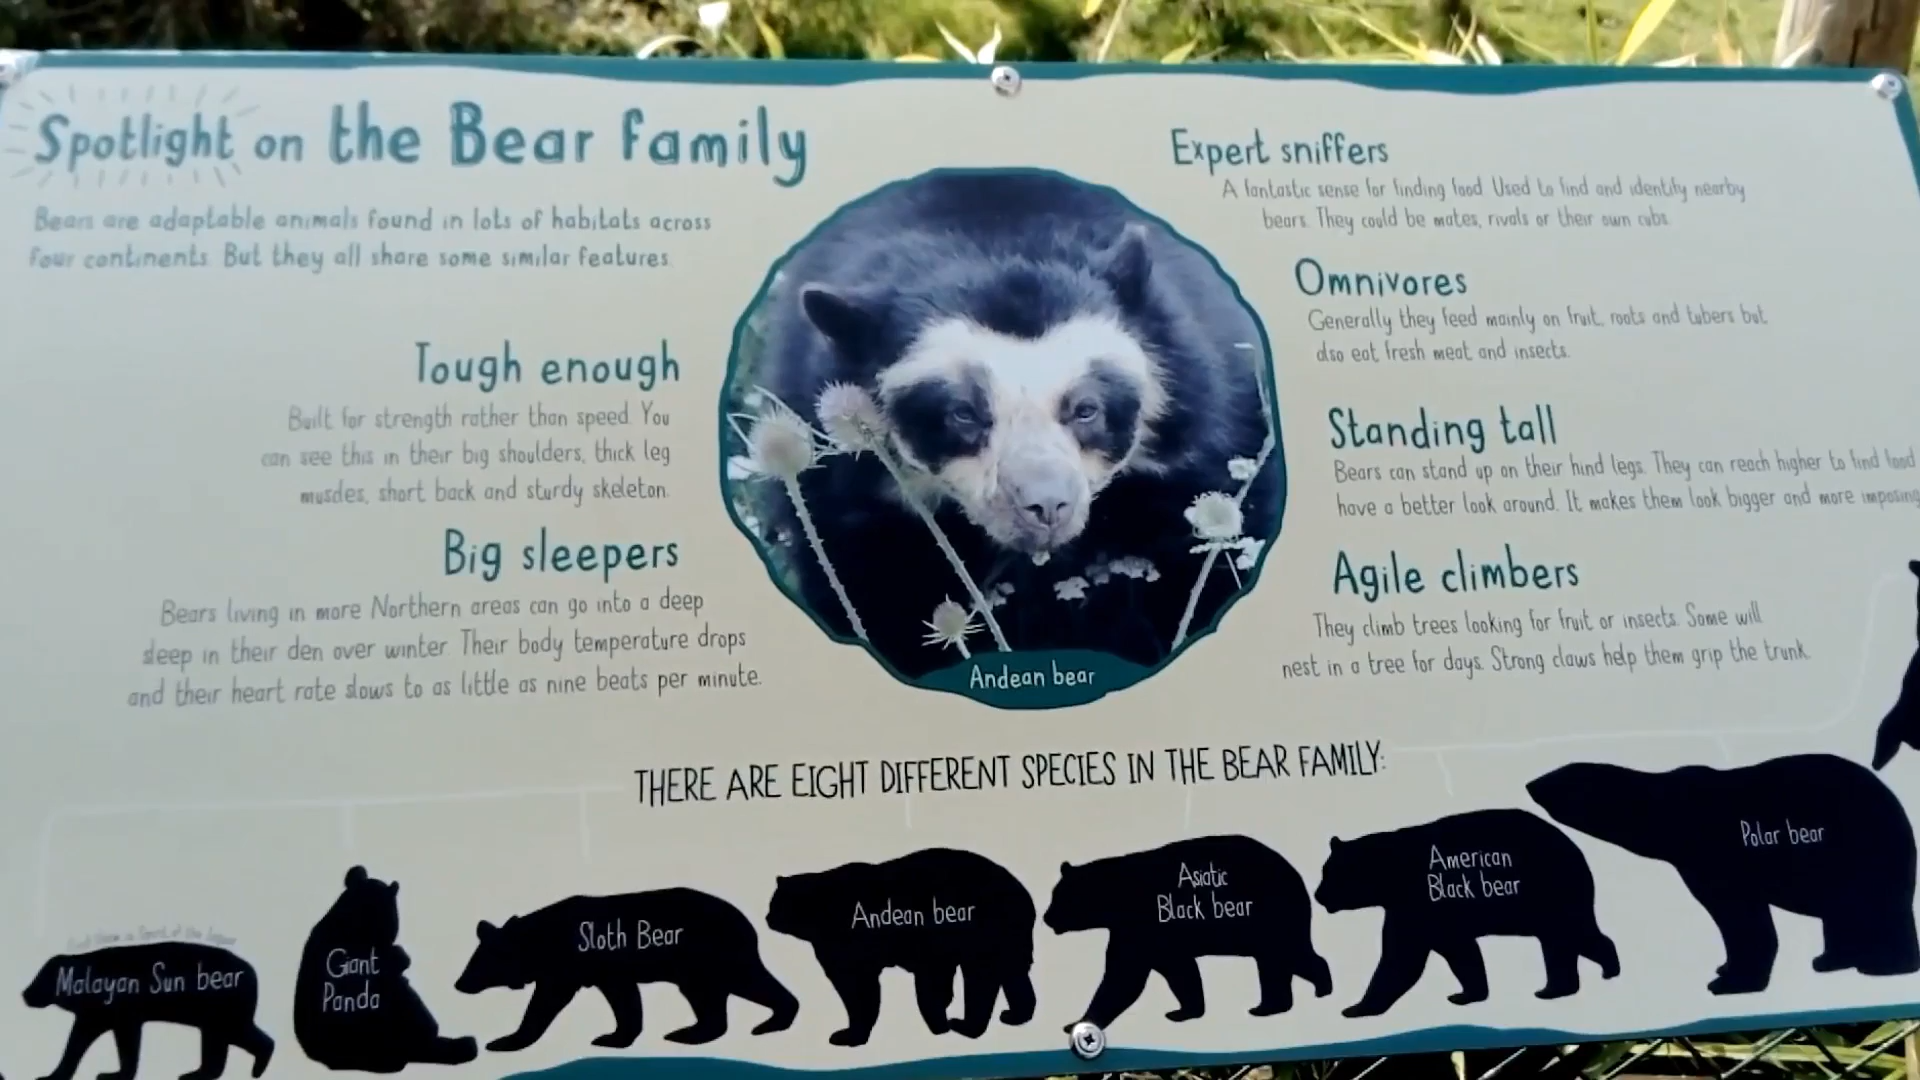 Spotlight on the Bear family
Bears are adaptable animals found in lots of habitats across
four continents. But they all share some similar features.
Tough enough
Built for strength rather than speed. You
can see this in their big shoulders, thick leg
muscles, short back and sturdy skeleton.
Big sleepers
Bears living in more Northern areas can go into a deep
sleep in their den over winter. Their body temperature drops
and their heart rate slows to as little as nine beats per minute.
Andean bear
Expert sniffers
A fantastic sense for finding food. Used to find and identify nearby
bears. They could be mates, rivals or their own cubs.
Omnivores
Generally they feed mainly on fruit, roots and tubers but
also eat fresh meat and insects.
Standing tall
Bears can stand up on their hind legs. They can reach higher to find food
have a better look around. It makes them look bigger and more imposing
Agile climbers
They climb trees looking for fruit or insects. Some will
nest in a tree for days. Strong claws help them grip the trunk.
THERE ARE EIGHT DIFFERENT SPECIES IN THE BEAR FAMILY:
Malayan Sun bear
Giant
Panda
Sloth Bear
Andean bear
Asiatic
Black bear
American
Black bear
Polar bear